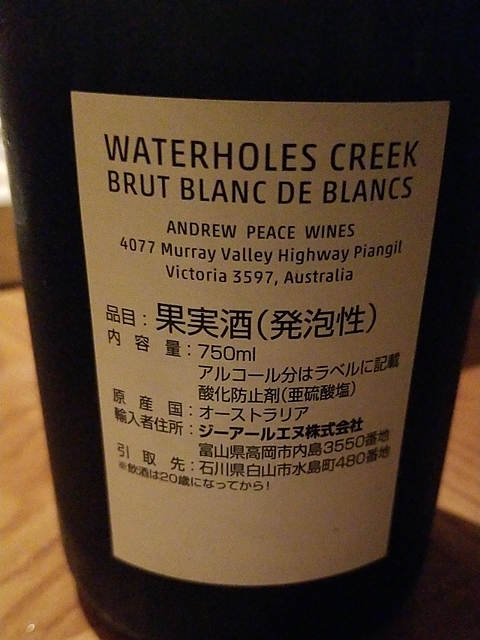 WATERHOLES CREEK
BRUT BLANC DE BLANCS
ANDREW PEACE WINES
4077 Murray Valley Highway Piangil
Victoria 3597, Australia
品目：果実酒（発泡性）
内容量：750ml
アルコール分はラベルに記載
酸化防止剤（亜硫酸塩）
原産国：オーストラリア
輸入者住所：ジーアールエヌ株式会社
富山県高岡市内島3550番地
引取先：石川県白山市水島町480番地
※飲酒は20歳になってから！